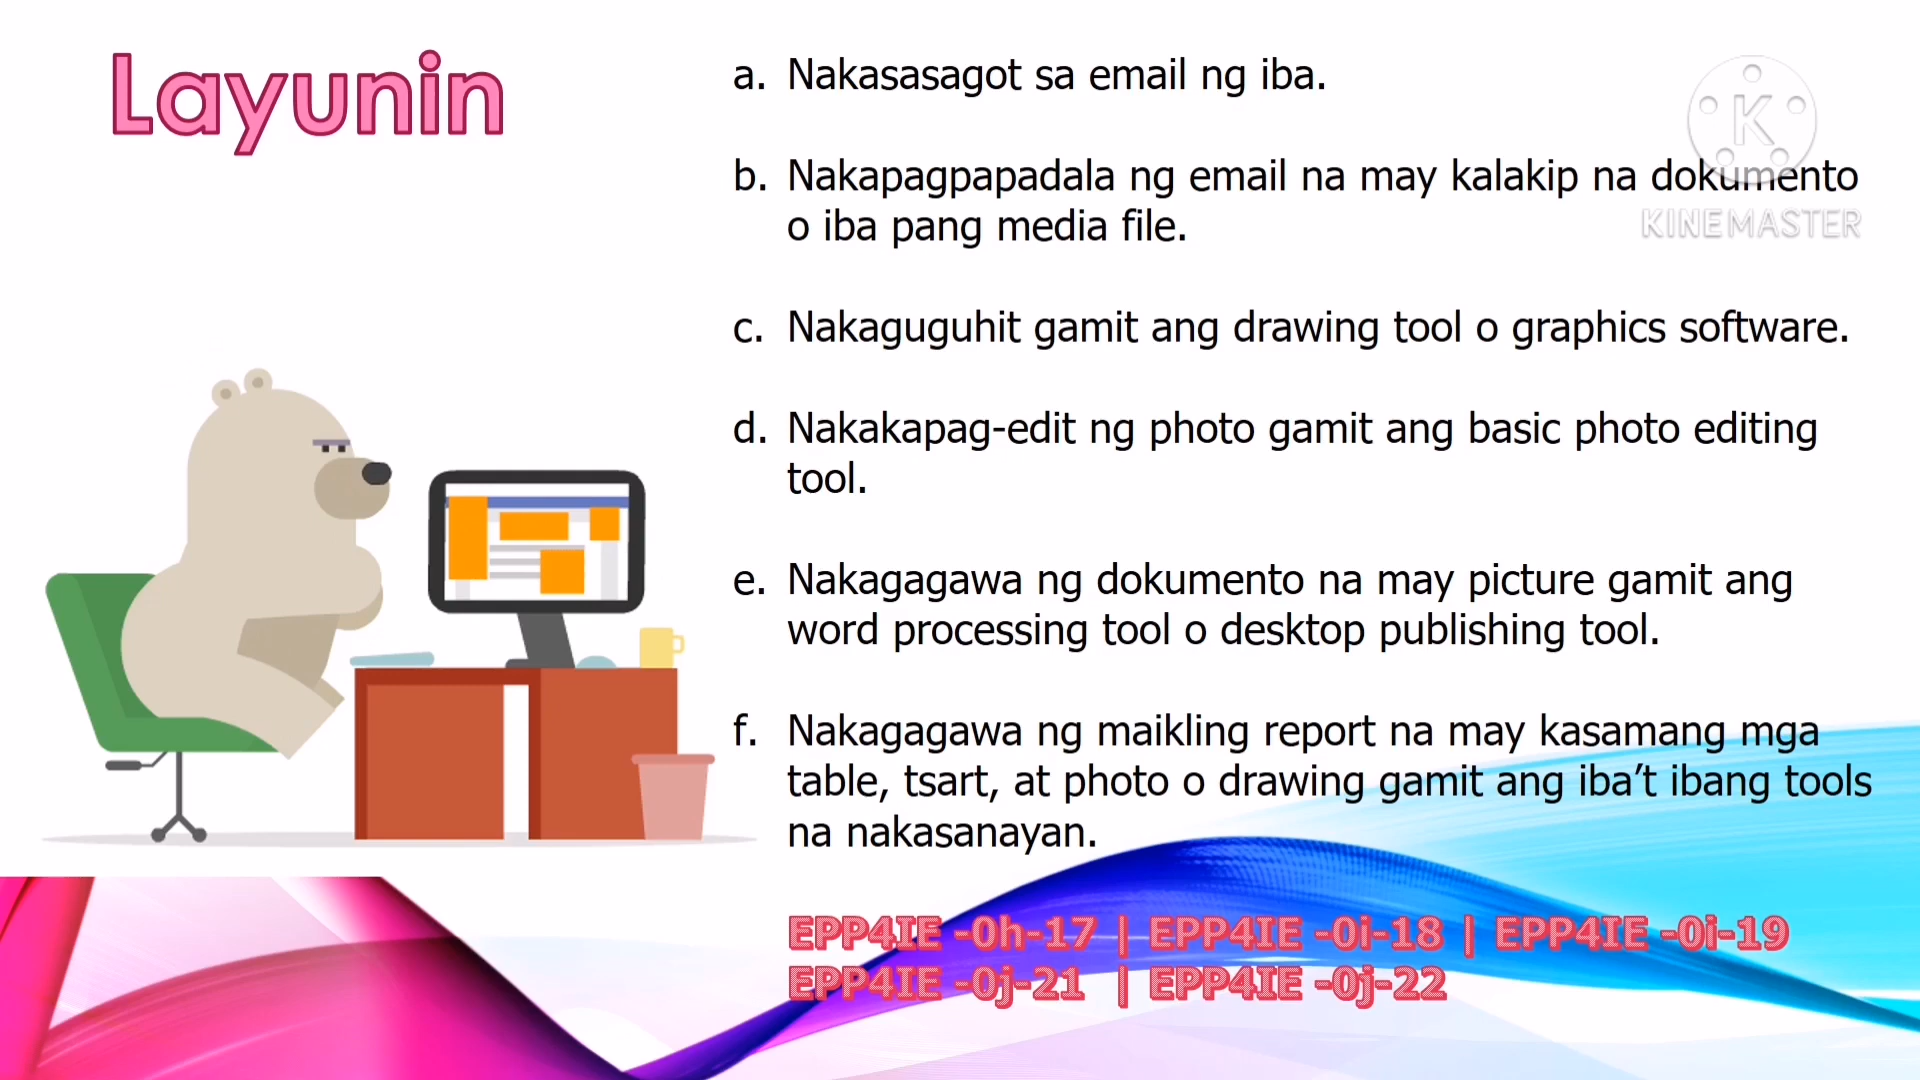 Layunin
a. Nakasasagot sa email ng iba.
b. Nakapagpapadala ng email na may kalakip na dokumento
o iba pang media file.
c. Nakaguguhit gamit ang drawing tool o graphics software.
d. Nakakapag-edit ng photo gamit ang basic photo editing
tool.
e. Nakagagawa ng dokumento na may picture gamit ang
word processing tool o desktop publishing tool.
f. Nakagagawa ng maikling report na may kasamang mga
table, tsart, at photo o drawing gamit ang iba’t ibang tools
na nakasanayan.
EPP4IE -0h-17 | EPP4IE -0i-18 | EPP4IE -0i-19
EPP4IE -0j-21 | EPP4IE -0j-22
K
KINEMASTER